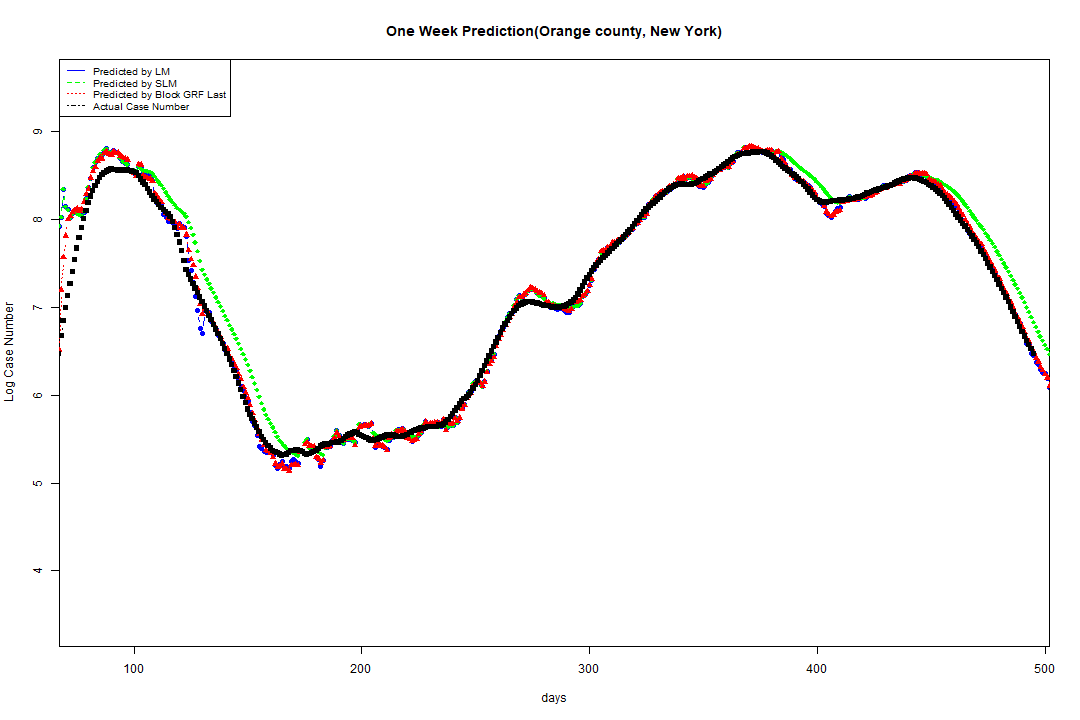 One Week Prediction(Orange county, New York)
Predicted by LM
Predicted by SLM
Predicted by Block GRF Last
Actual Case Number
9
8
7
6
5
4
Log Case Number
100 200 300 400 500
days